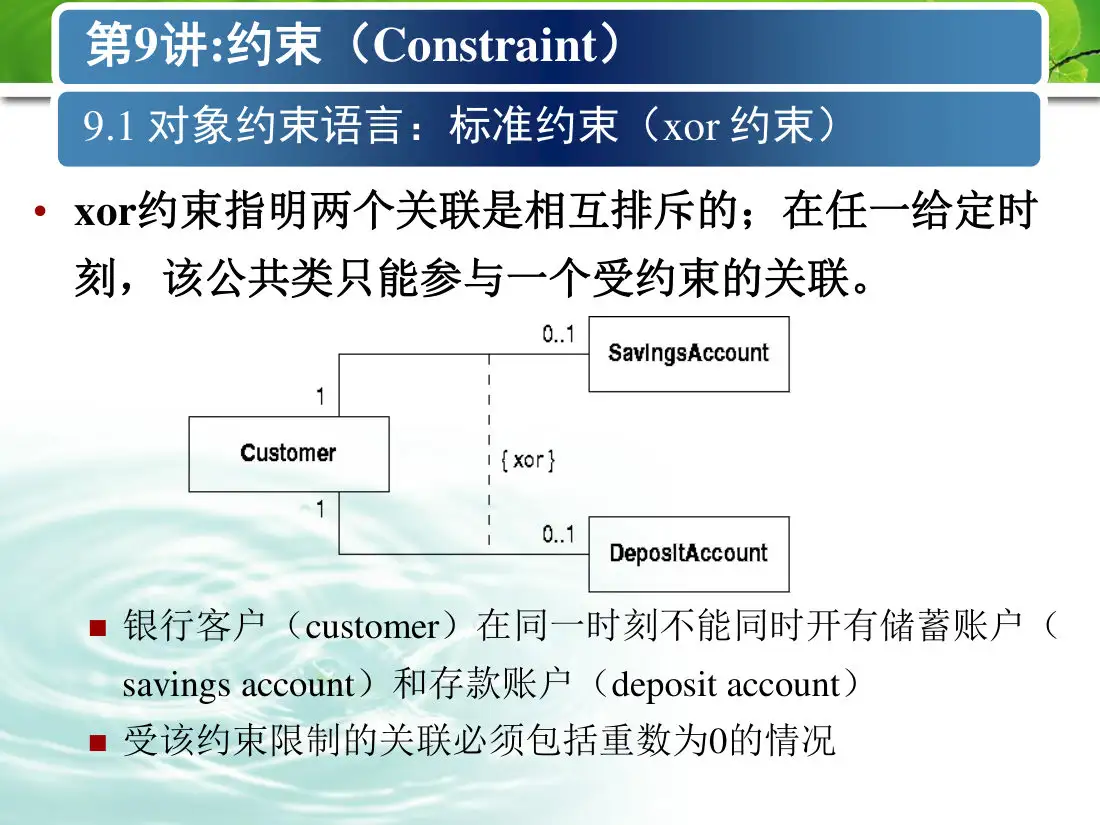 第9讲:约束（Constraint）
9.1 对象约束语言：标准约束（xor 约束）
• xor约束指明两个关联是相互排斥的；在任一给定时
刻，该公共类只能参与一个受约束的关联。
0..1
SavingsAccount
1
Customer
{ xor }
1
0..1
DepositAccount
■ 银行客户（customer）在同一时刻不能同时开有储蓄账户（
savings account）和存款账户（deposit account）
■ 受该约束限制的关联必须包括重数为0的情况